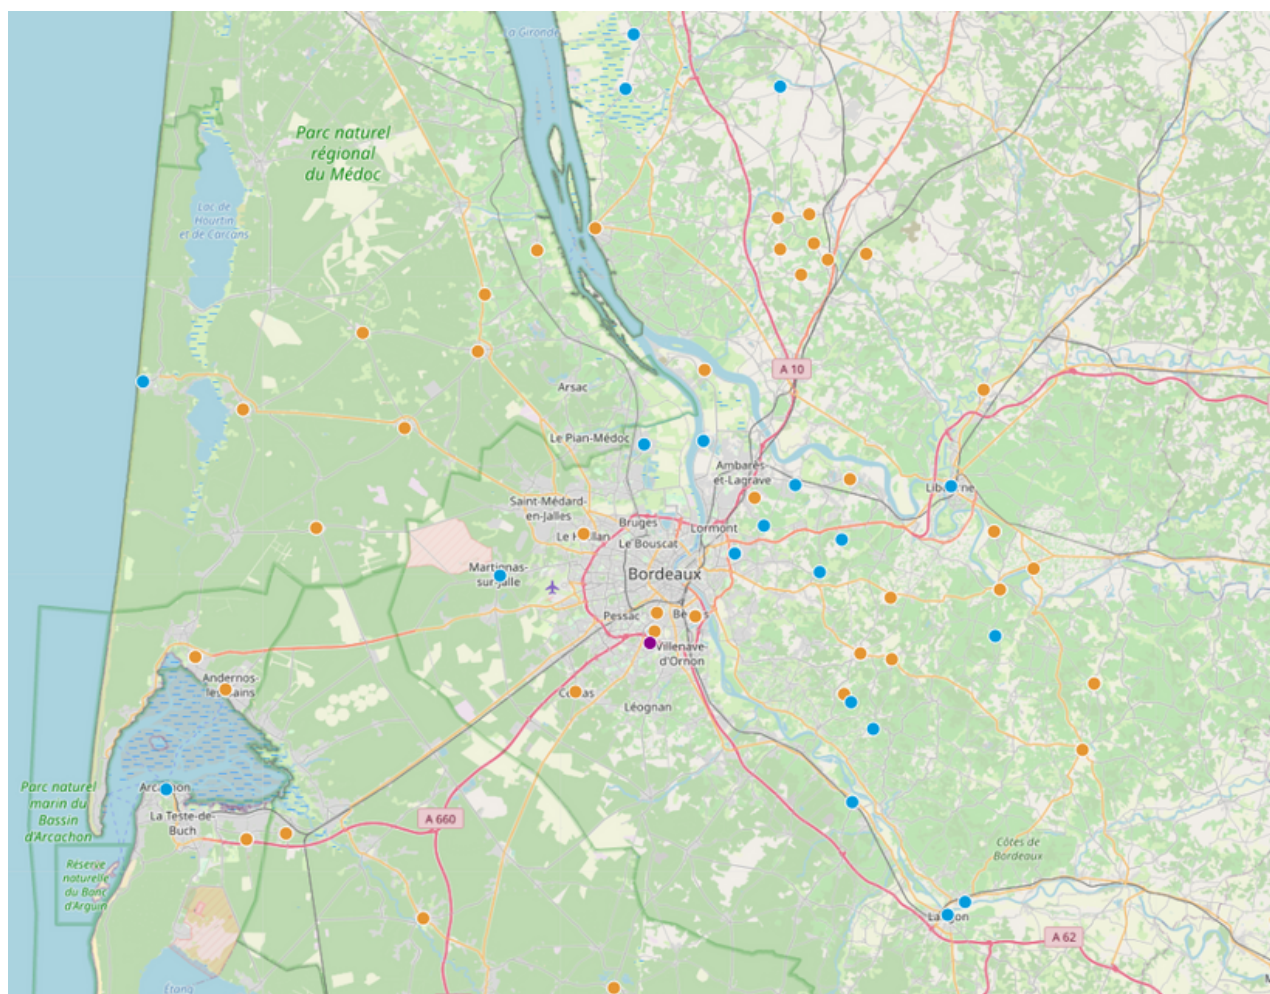 La Gironde
Parc naturel
régional
du Médoc
Lac de
Hourtin
et de Carcans
A 10
Arsac
Le Pian-Médoc
Ambarès-
et-Lagrave
Saint-Médard-
en-Jalles
Bruges
Lormont
Le Bouscat
Bordeaux
Martignas-
sur-Jalle
Pessac
Villenave-
d'Ornon
Andernos-
les-Bains
Léognan
Parc naturel
marin du
Bassin
d'Arcachon
La Teste-de-
Buch
A 660
Réserve
naturelle
du Banc
d'Arguin
Côtes de
Bordeaux
A 62
Étang